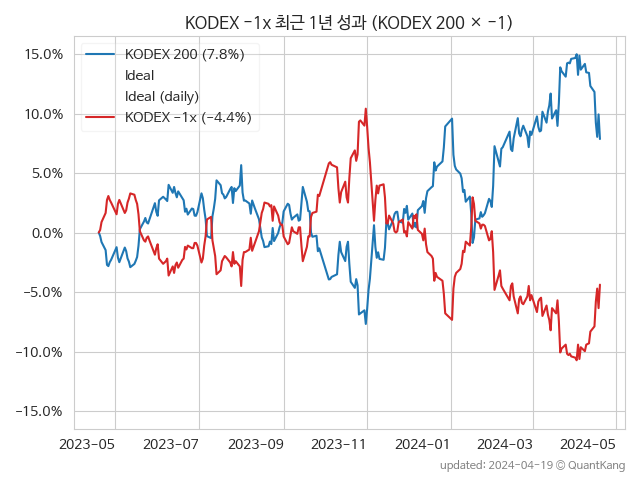 KODEX −1x 최근 1년 성과 (KODEX 200 × −1)
15.0%
10.0%
5.0%
0.0%
−5.0%
−10.0%
−15.0%
KODEX 200 (7.8%)
Ideal
Ideal (daily)
KODEX −1x (−4.4%)
2023−05 2023−07 2023−09 2023−11 2024−01 2024−03 2024−05
updated: 2024−04−19 © QuantKang